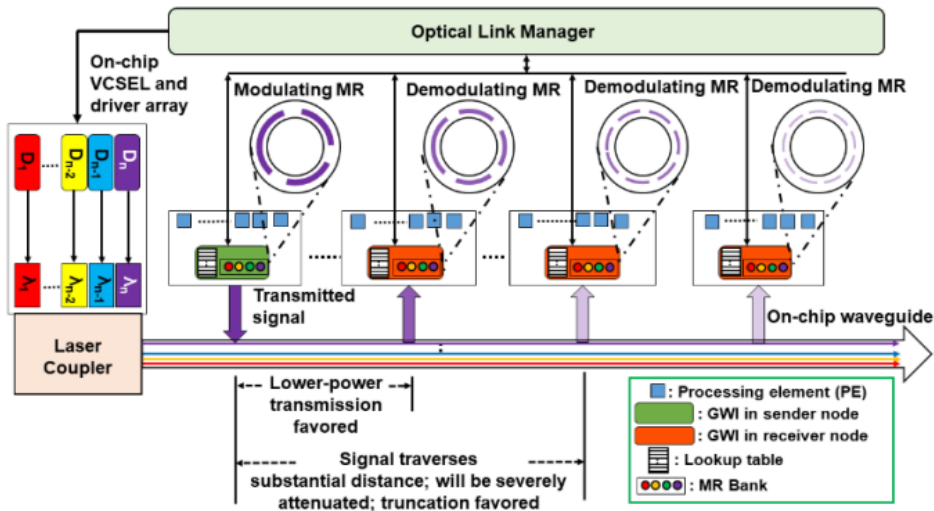 Optical Link Manager
On-chip
VCSEL and
driver array
Modulating MR
Demodulating MR
Demodulating MR
Demodulating MR
D1
Dn-2
Dn-1
Dn
λ1
λn-2
λn-1
λn
Transmitted
signal
On-chip waveguide
Laser
Coupler
Lower-power
transmission
favored
Signal traverses
substantial distance; will be severely
attenuated; truncation favored
: Processing element (PE)
: GWI in sender node
: GWI in receiver node
: Lookup table
: MR Bank